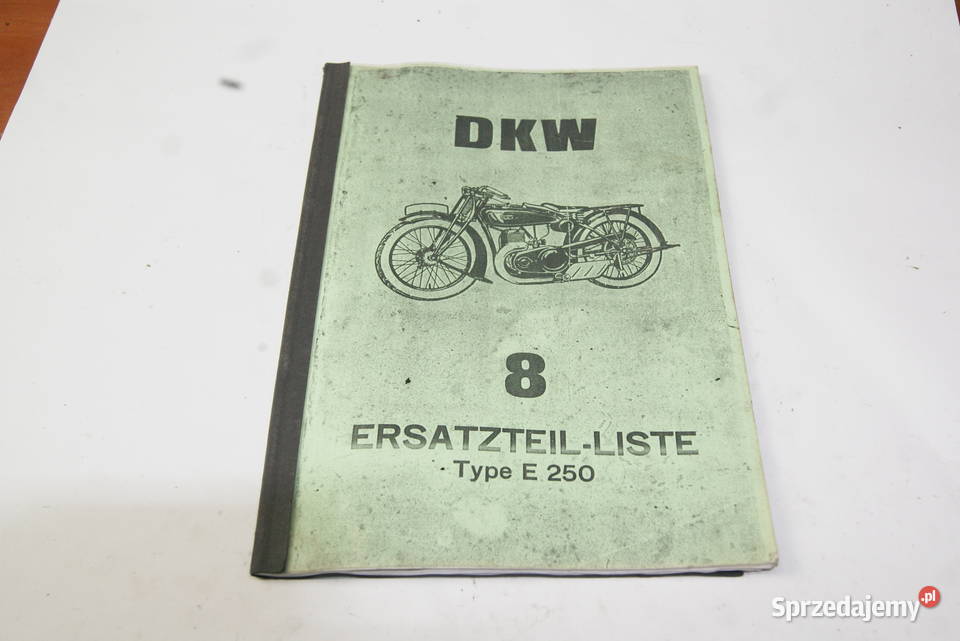 DKW
8
ERSATZTEIL-LISTE
Type E 250
Sprzedajemy.pl